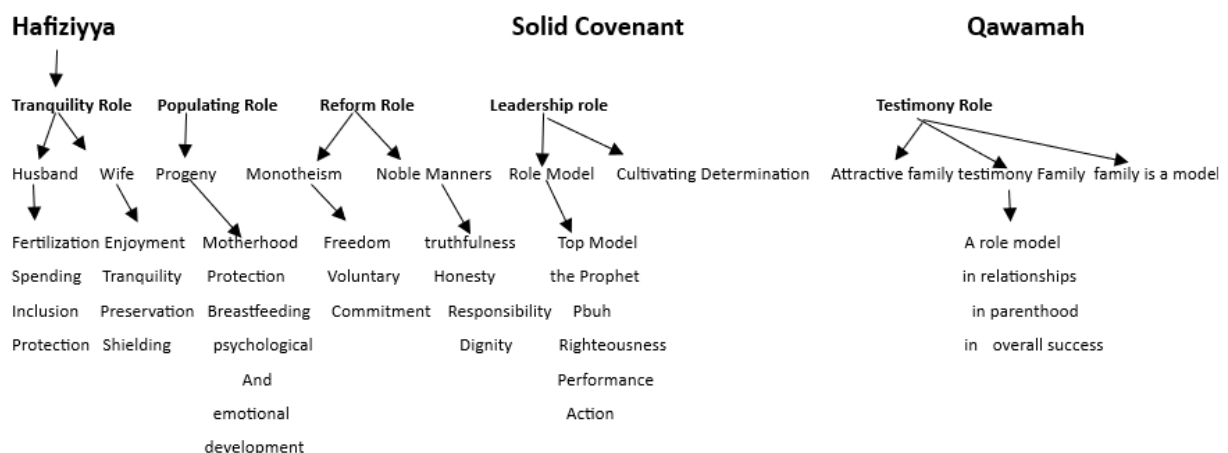 Hafiziyya Solid Covenant Qawamah
Tranquility Role Populating Role Reform Role Leadership role Testimony Role
Husband Wife Progeny Monotheism Noble Manners Role Model Cultivating Determination Attractive family testimony Family family is a model
Fertilization Enjoyment Motherhood Freedom truthfulness Top Model A role model
Spending Tranquility Protection Voluntary Honesty the Prophet in relationships
Inclusion Preservation Breastfeeding Commitment Responsibility Pbuh in parenthood
Protection Shielding psychological Dignity Righteousness in overall success
And Performance
emotional Action
development